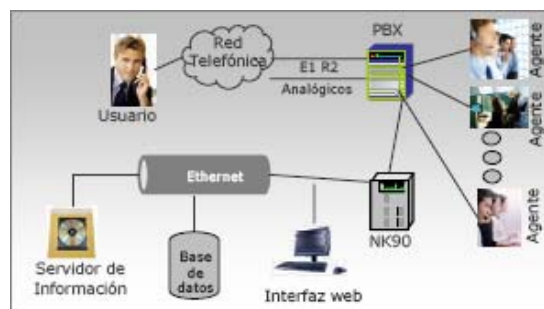 Red
Telefónica
Usuario
E1 R2
Analógicos
PBX
Agente
Agente
Agente
Ethernet
NK90
Servidor de
Información
Base
de
datos
Interfaz web